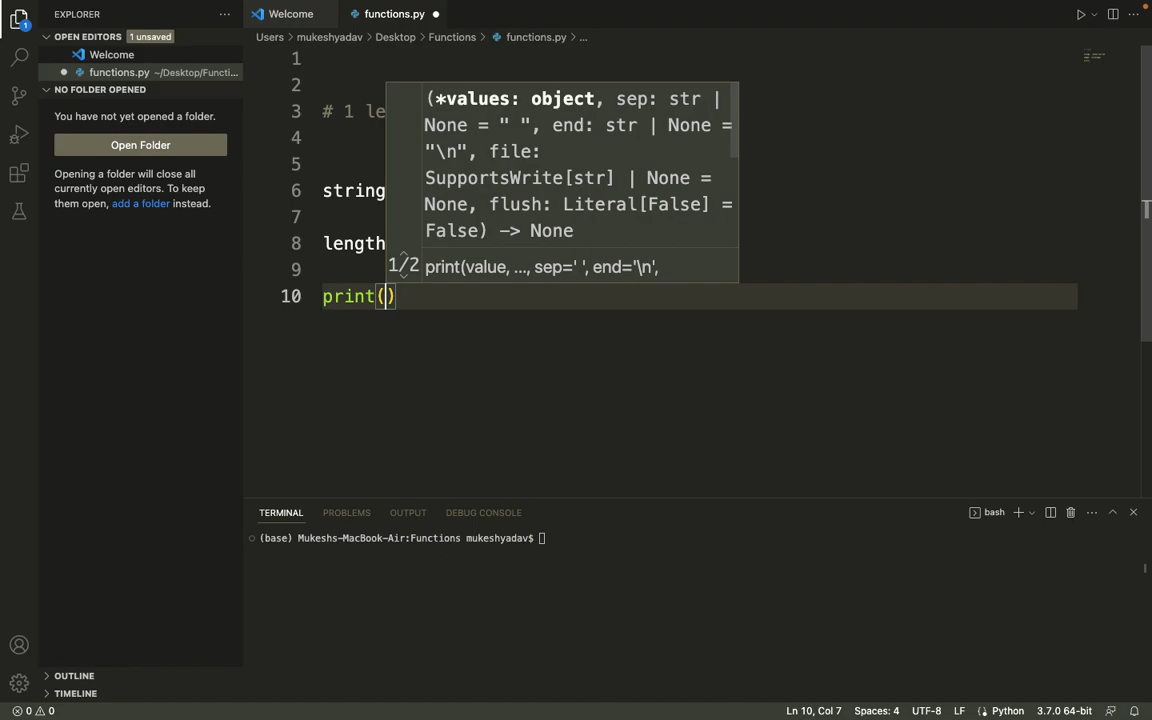 EXPLORER
Welcome
functions.py
OPEN EDITORS
1 unsaved
Welcome
functions.py ~/Desktop/Functi...
NO FOLDER OPENED
You have not yet opened a folder.
Open Folder
Opening a folder will close all
currently open editors. To keep
them open, add a folder instead.
OUTLINE
TIMELINE
Users > mukeshyadav > Desktop > Functions > functions.py > ...
1
2
3 # 1 le
4
5
6 string
7
8 length
9
10 print()
(*values: object, sep: str |
None = " ", end: str | None =
"\n", file:
SupportsWrite[str] | None =
None, flush: Literal[False] =
False) -> None
1/2
print(value, ..., sep=' ', end='\n',
TERMINAL PROBLEMS OUTPUT DEBUG CONSOLE
bash
(base) Mukeshs-MacBook-Air:Functions mukeshyadav$
0 0
Ln 10, Col 7 Spaces: 4 UTF-8 LF Python 3.7.0 64-bit
1